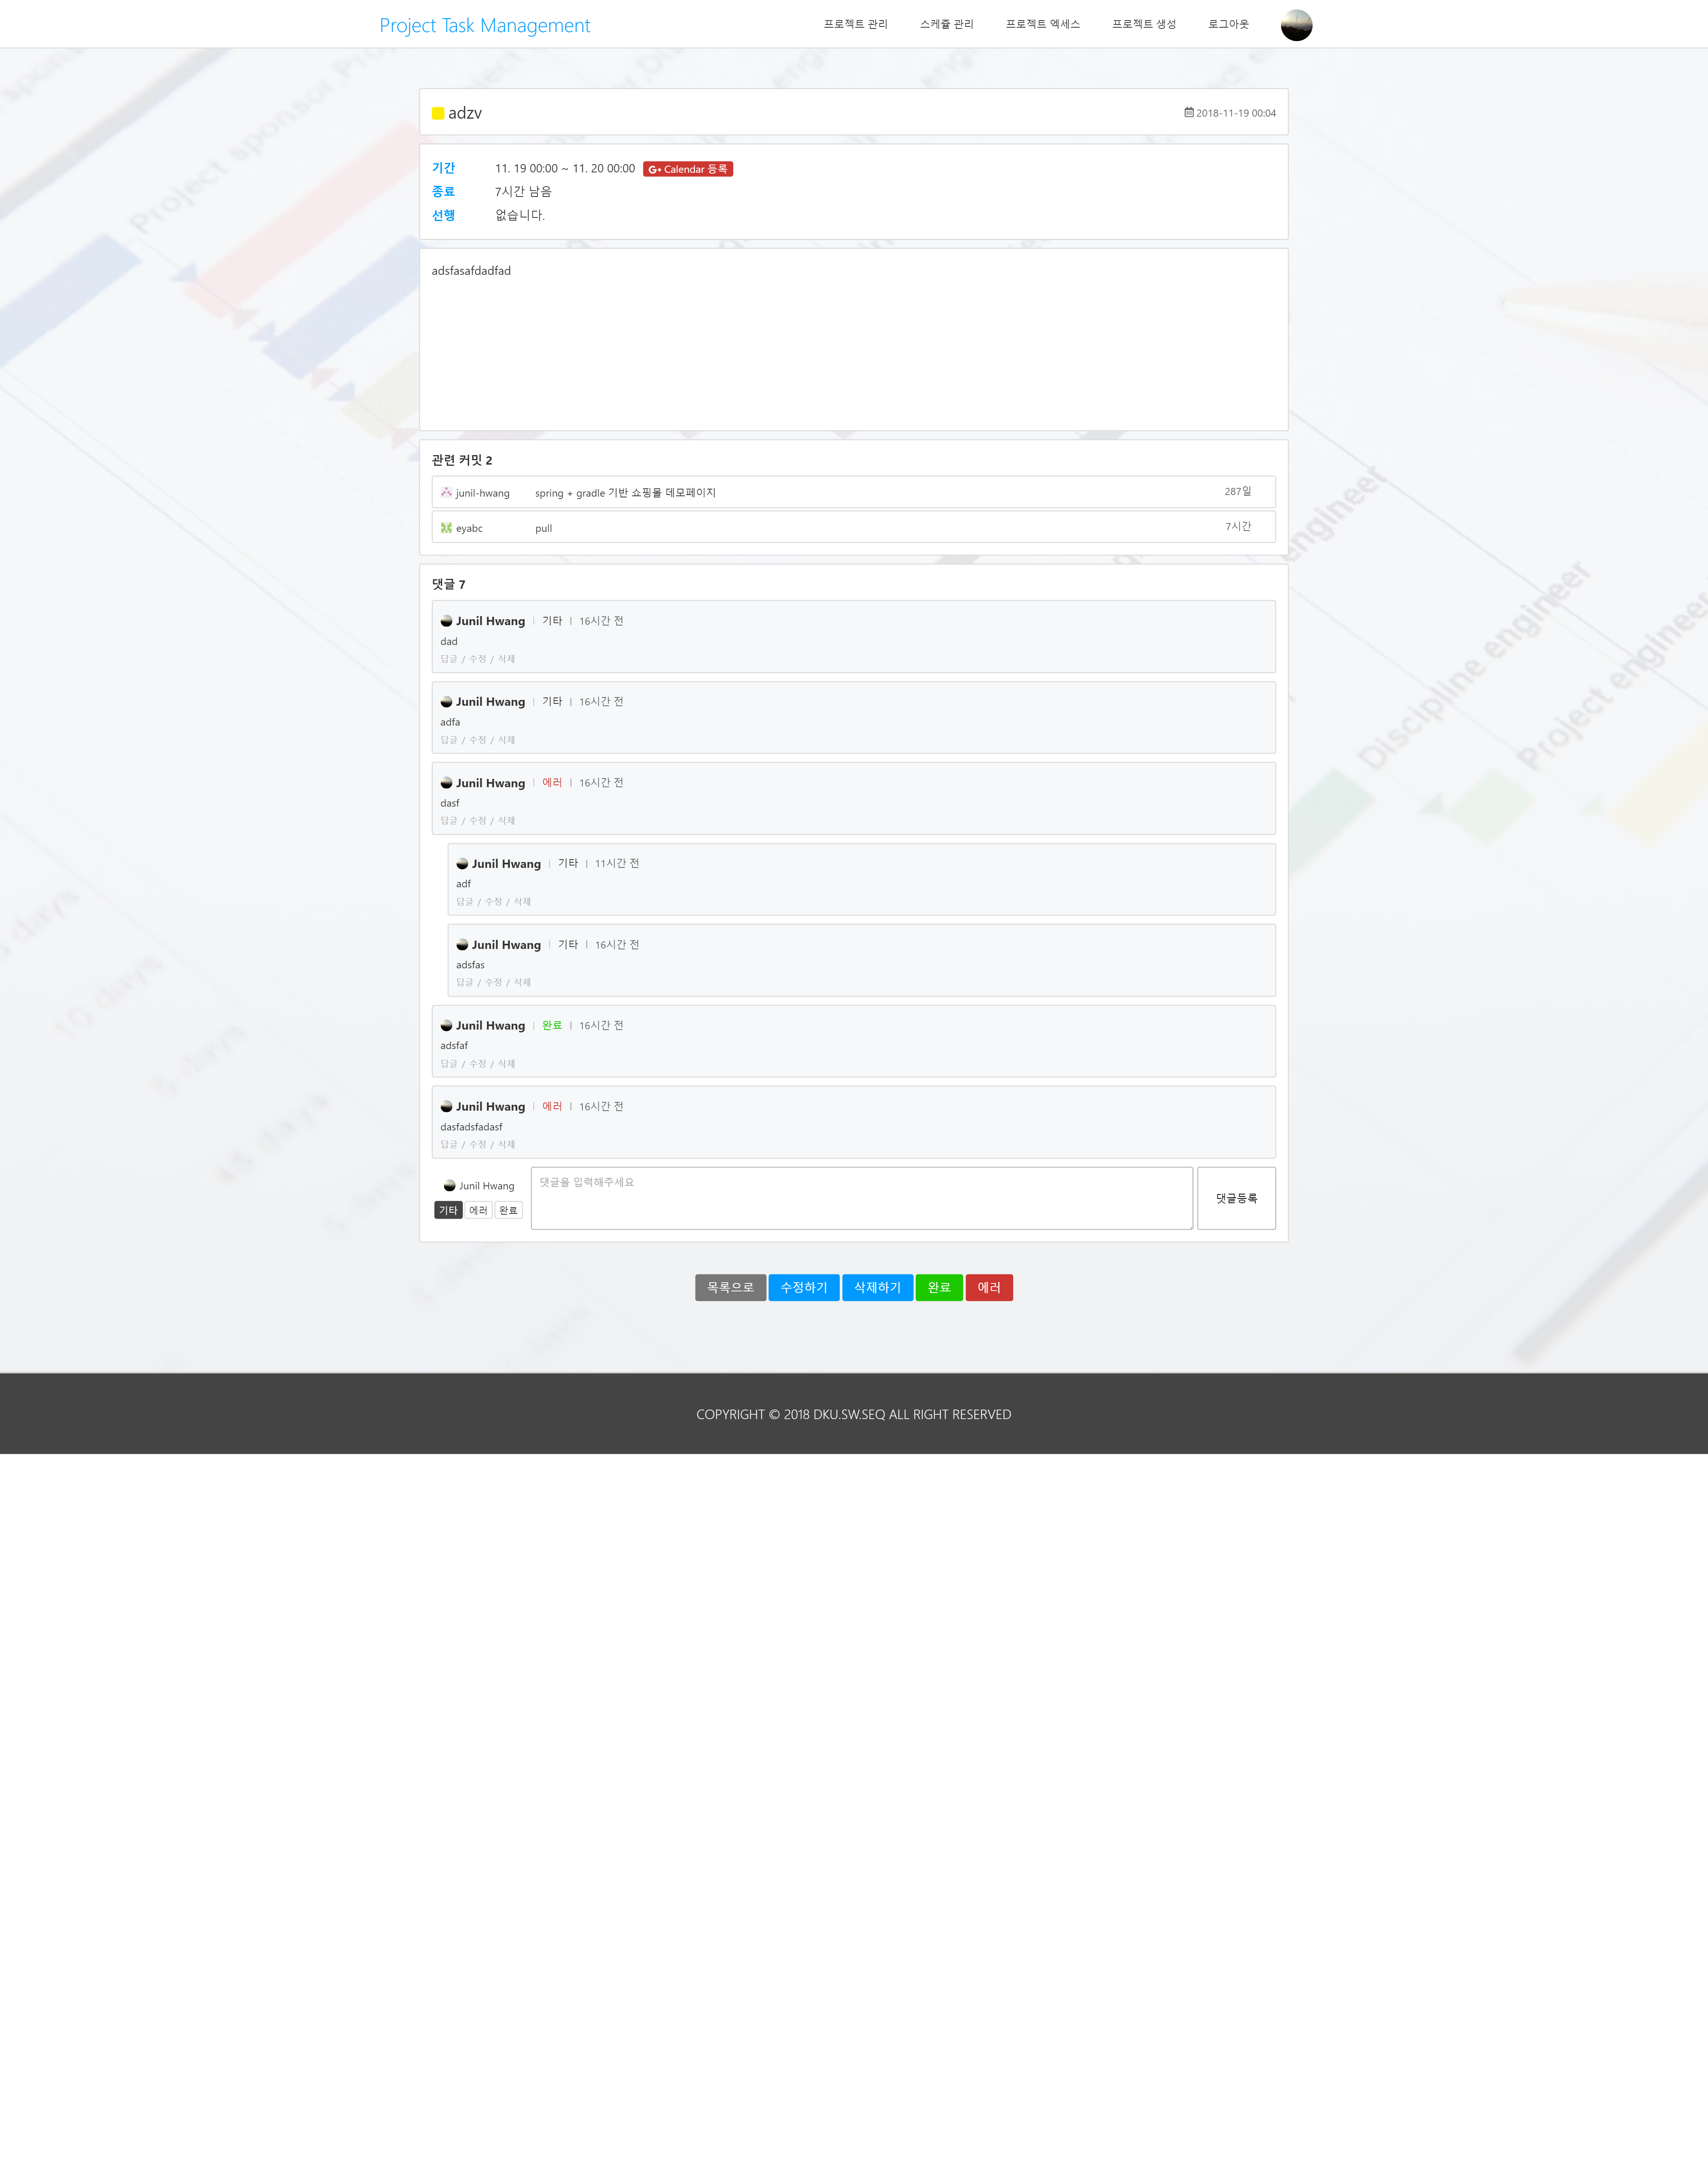 Project Task Management 프로젝트 관리 스케쥴 관리 프로젝트 엑세스 프로젝트 생성 로그아웃
adzv 2018-11-19 00:04
기간 11. 19 00:00 ~ 11. 20 00:00 G+ Calendar 등록
종료 7시간 남음
선행 없습니다.
adsfasafdadfad
관련 커밋 2
junil-hwang spring + gradle 기반 쇼핑몰 데모페이지 287일
eyabc pull 7시간
댓글 7
Junil Hwang | 기타 | 16시간 전
dad
답글 / 수정 / 삭제
Junil Hwang | 기타 | 16시간 전
adfa
답글 / 수정 / 삭제
Junil Hwang | 에러 | 16시간 전
dasf
답글 / 수정 / 삭제
Junil Hwang | 기타 | 11시간 전
adf
답글 / 수정 / 삭제
Junil Hwang | 기타 | 16시간 전
adsfas
답글 / 수정 / 삭제
Junil Hwang | 완료 | 16시간 전
adsfaf
답글 / 수정 / 삭제
Junil Hwang | 에러 | 16시간 전
dasfadsfadasf
답글 / 수정 / 삭제
Junil Hwang
기타 에러 완료
댓글을 입력해주세요
댓글등록
목록으로 수정하기 삭제하기 완료 에러
COPYRIGHT © 2018 DKU.SW.SEQ ALL RIGHT RESERVED
Project sponsor
Discipline engineer
Project engineer
10 days